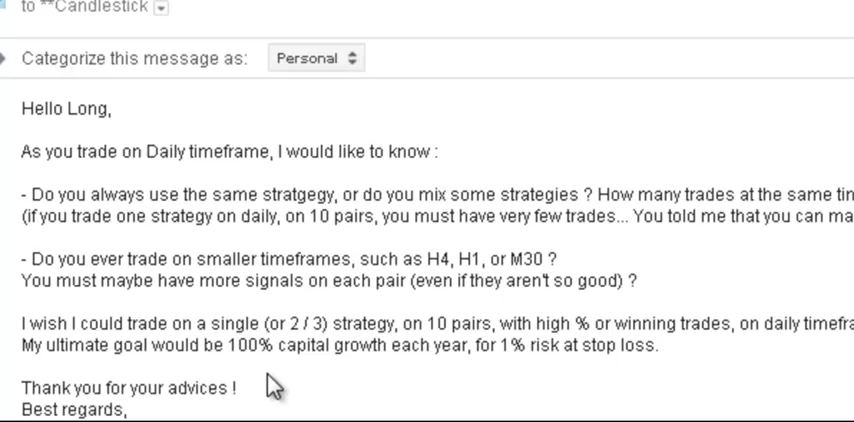 to **Candlestick
Categorize this message as: Personal
Hello Long,
As you trade on Daily timeframe, I would like to know :
- Do you always use the same stratgegy, or do you mix some strategies ? How many trades at the same
(if you trade one strategy on daily, on 10 pairs, you must have very few trades... You told me that you can
- Do you ever trade on smaller timeframes, such as H4, H1, or M30 ?
You must maybe have more signals on each pair (even if they aren't so good) ?
I wish I could trade on a single (or 2 / 3) strategy, on 10 pairs, with high % or winning trades, on daily
My ultimate goal would be 100% capital growth each year, for 1% risk at stop loss.
Thank you for your advices !
Best regards,